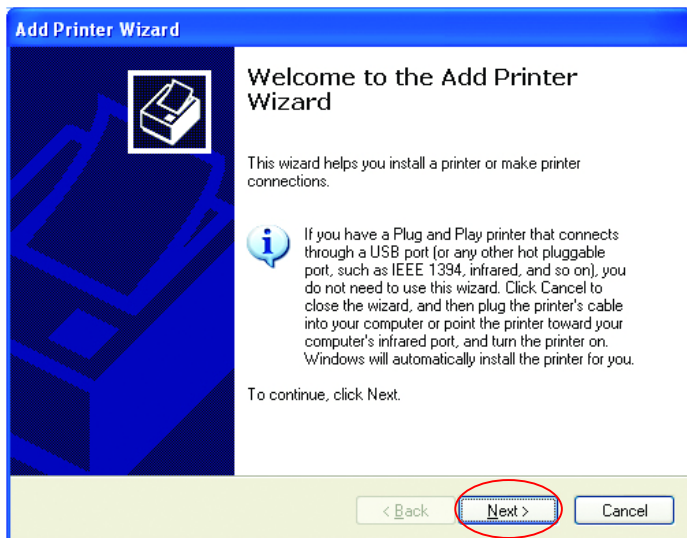 Add Printer Wizard
Welcome to the Add Printer
Wizard
This wizard helps you install a printer or make printer
connections.
If you have a Plug and Play printer that connects
through a USB port (or any other hot pluggable
port, such as IEEE 1394, infrared, and so on), you
do not need to use this wizard. Click Cancel to
close the wizard, and then plug the printer's cable
into your computer or point the printer toward your
computer's infrared port, and turn the printer on.
Windows will automatically install the printer for you.
To continue, click Next.
< Back Next > Cancel